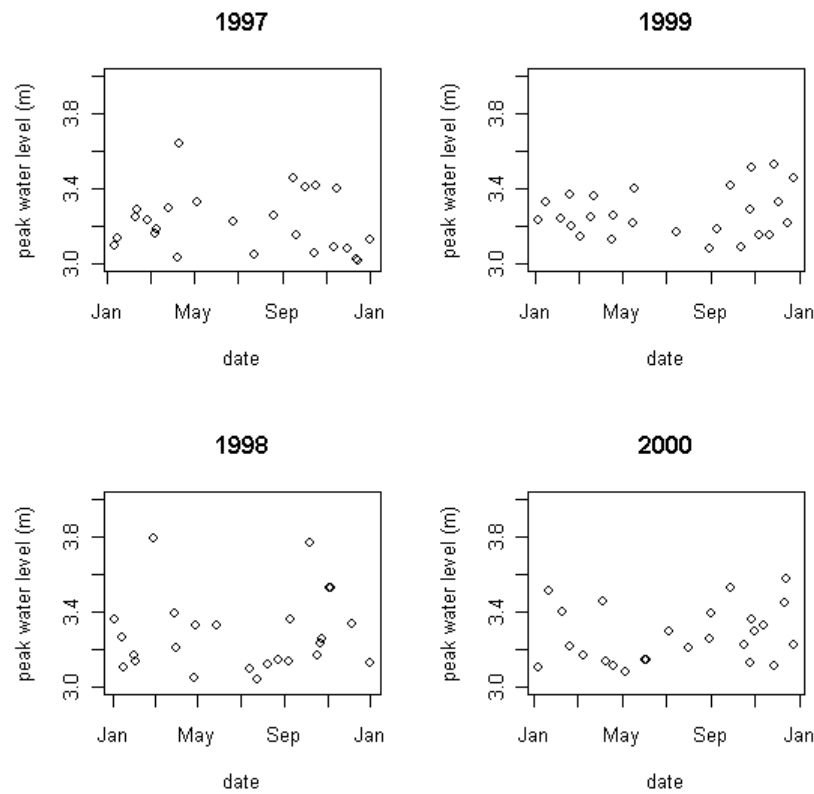 1997
peak water level (m)
3.0 3.4 3.8
Jan May Sep Jan
date
1999
peak water level (m)
3.0 3.4 3.8
Jan May Sep Jan
date
1998
peak water level (m)
3.0 3.4 3.8
Jan May Sep Jan
date
2000
peak water level (m)
3.0 3.4 3.8
Jan May Sep Jan
date